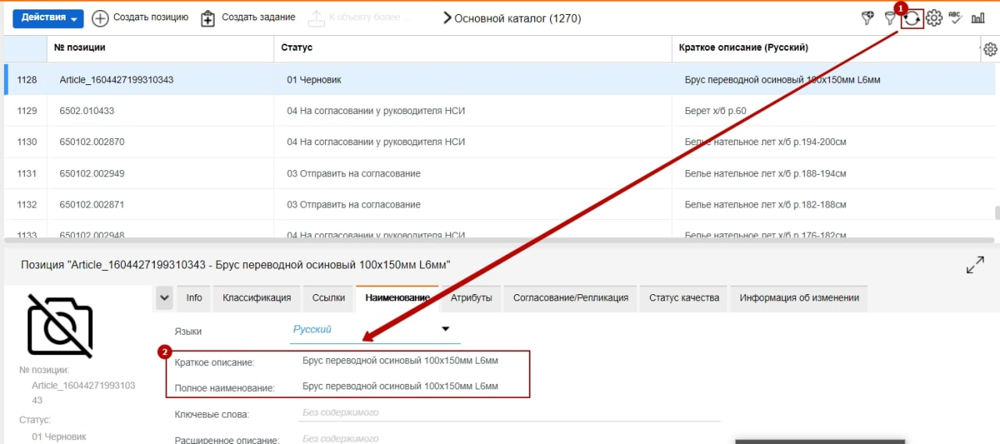 Действия Создать позицию Создать задание К объекту более ... Основной каталог (1270) 1 ABC
№ позиции Статус Краткое описание (Русский)
1128 Article_1604427199310343 01 Черновик Брус переводной осиновый 100х150мм L6мм
1129 6502.010433 04 На согласовании у руководителя НСИ Берет х/б р.60
1130 650102.002870 04 На согласовании у руководителя НСИ Белье нательное лет х/б р.194-200см
1131 650102.002949 03 Отправить на согласование Белье нательное лет х/б р.188-194см
1132 650102.002871 03 Отправить на согласование Белье нательное лет х/б р.182-188см
1133 650102.002948 04 На согласовании у руководителя НСИ Белье нательное лет х/б р.176-182см
Позиция "Article_1604427199310343 - Брус переводной осиновый 100х150мм L6мм"
Info Классификация Ссылки Наименование Атрибуты Согласование/Репликация Статус качества Информация об изменении
Языки Русский
2
Краткое описание: Брус переводной осиновый 100х150мм L6мм
Полное наименование: Брус переводной осиновый 100х150мм L6мм
Ключевые слова: Без содержимого
Расширенное описание: Без содержимого
№ позиции:
Article_16044271993103
43
Статус:
01 Черновик